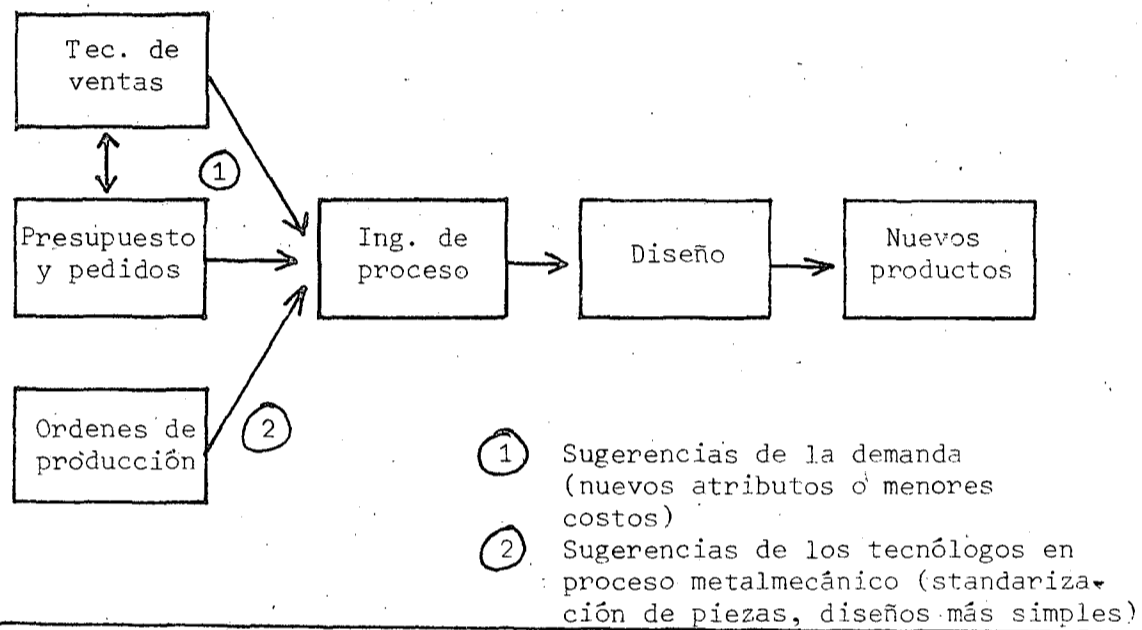 Tec. de
ventas
1
Presupuesto
y pedidos
Ing. de
proceso
Diseño
Nuevos
productos
Ordenes de
producción
2
1 Sugerencias de la demanda
(nuevos atributos o menores
costos)
2 Sugerencias de los tecnólogos en
proceso metalmecánico (standariza-
ción de piezas, diseños más simples)